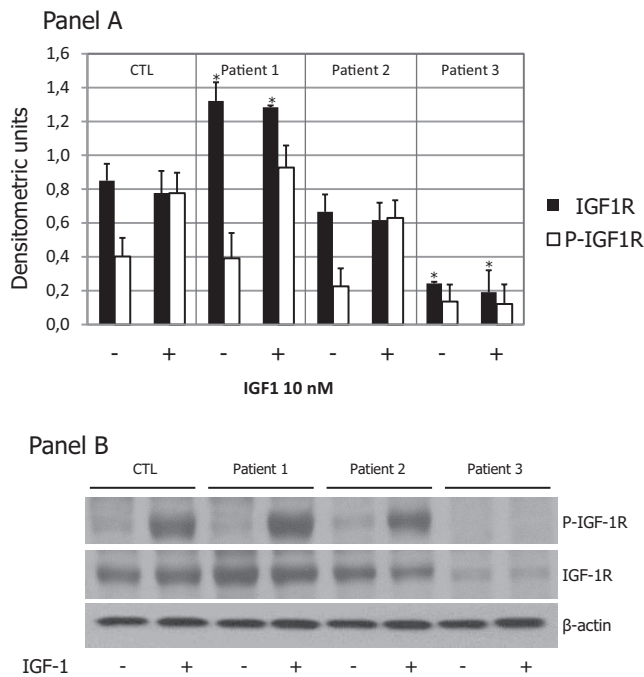 Panel A
CTL Patient 1 Patient 2 Patient 3
Densitometric units
1,6
1,4
1,2
1,0
0,8
0,6
0,4
0,2
0,0
* * * *
IGF1R
P-IGF1R
- + - + - + - +
IGF1 10 nM
Panel B
CTL Patient 1 Patient 2 Patient 3
P-IGF-1R
IGF-1R
β-actin
IGF-1 - + - + - + - +